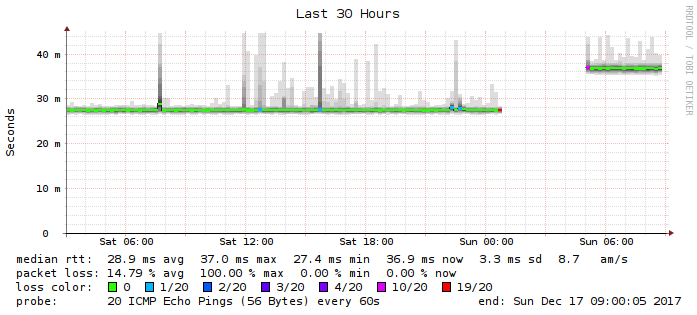 Last 30 Hours
RRDTOOL / TOBI OETIKER
Seconds
40 m
30 m
20 m
10 m
0
Sat 06:00 Sat 12:00 Sat 18:00 Sun 00:00 Sun 06:00
median rtt: 28.9 ms avg 37.0 ms max 27.4 ms min 36.9 ms now 3.3 ms sd 8.7 am/s
packet loss: 14.79 % avg 100.00 % max 0.00 % min 0.00 % now
loss color: 0 1/20 2/20 3/20 4/20 10/20 19/20
probe: 20 ICMP Echo Pings (56 Bytes) every 60s end: Sun Dec 17 09:00:05 2017